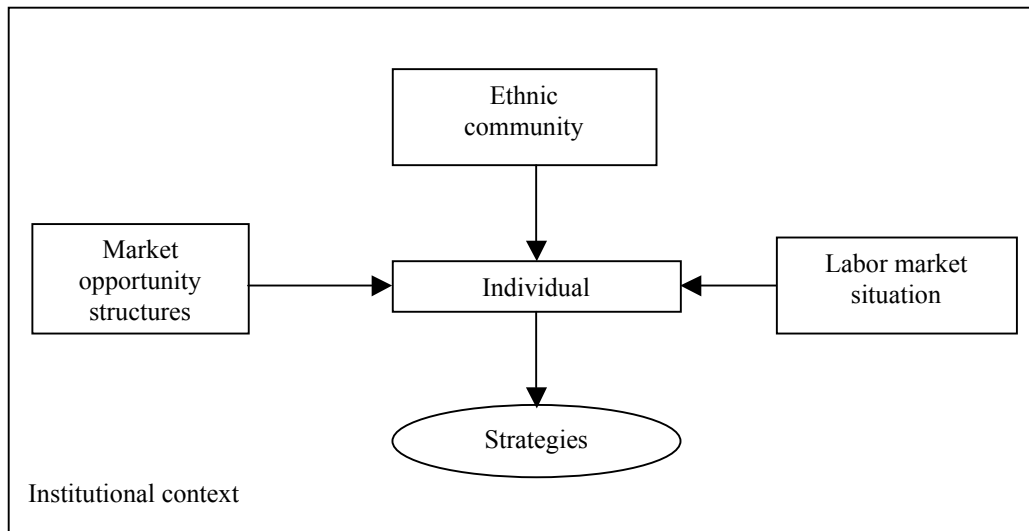 Ethnic
community
Market
opportunity
structures
Individual
Labor market
situation
Strategies
Institutional context